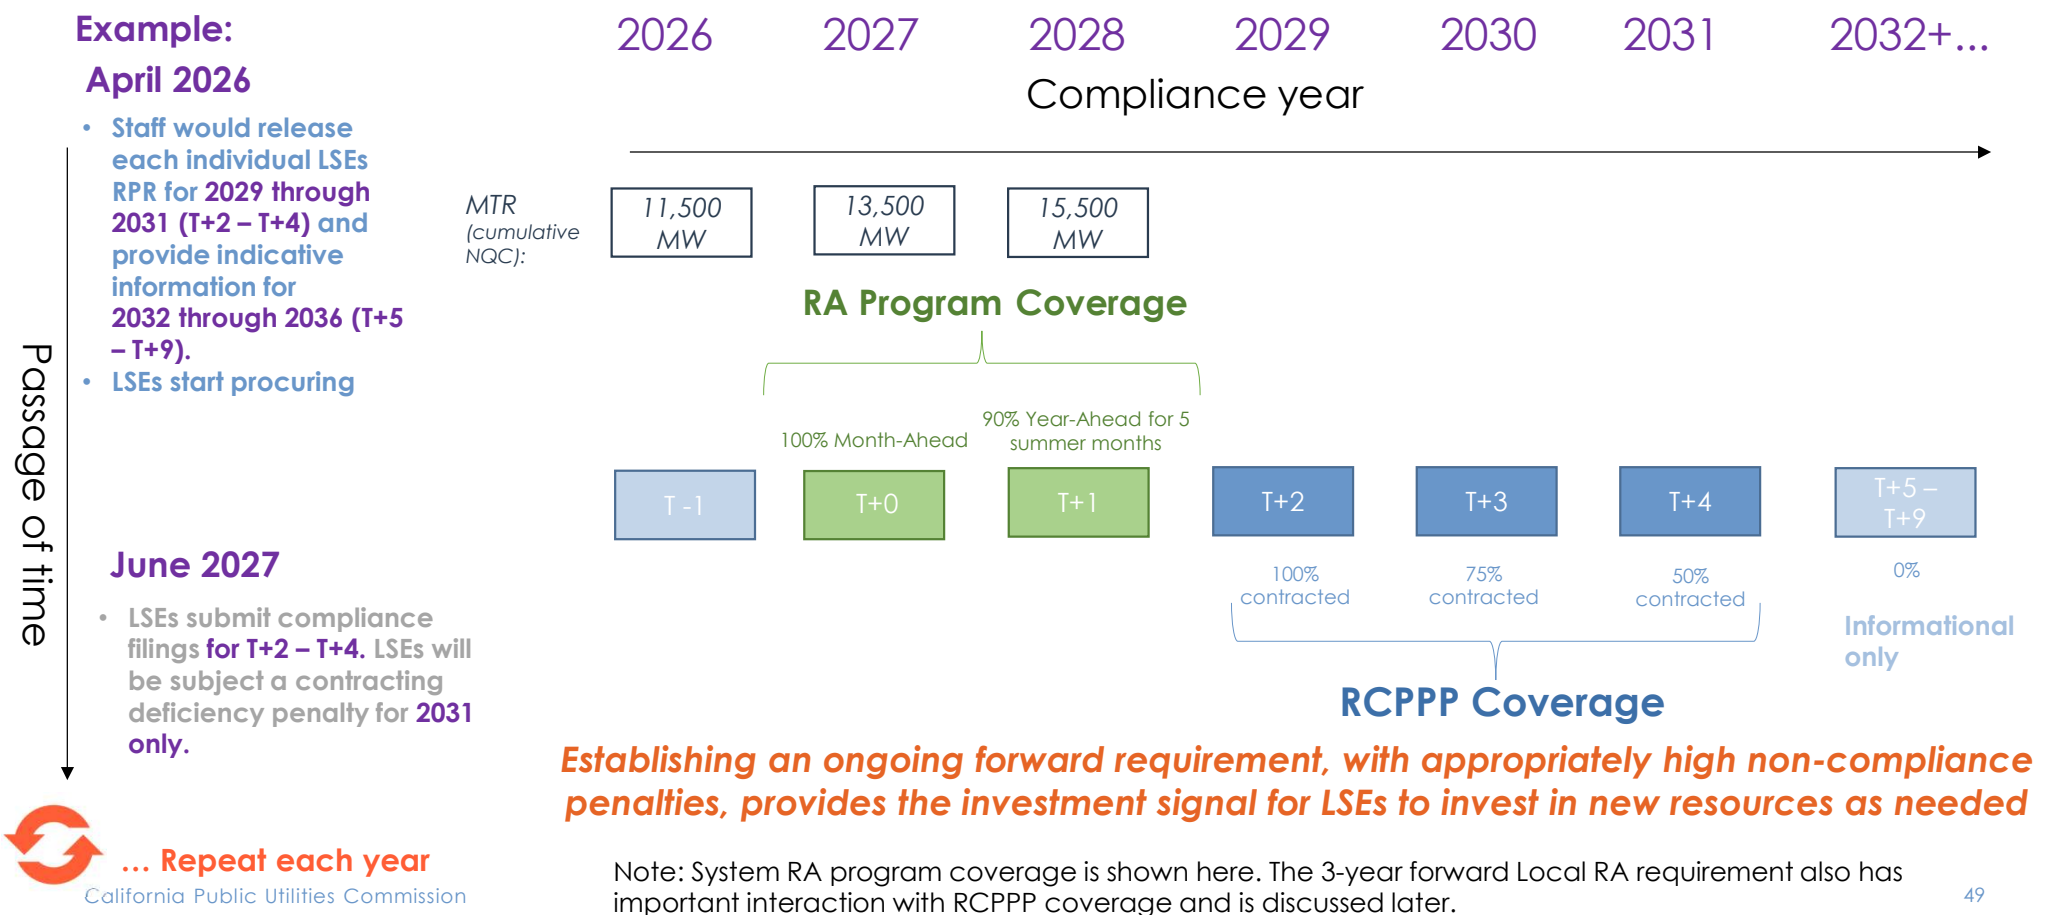 Example:
April 2026
• Staff would release
each individual LSEs
RPR for 2029 through
2031 (T+2 – T+4) and
provide indicative
information for
2032 through 2036 (T+5
– T+9).
• LSEs start procuring
Passage of time
June 2027
• LSEs submit compliance
filings for T+2 – T+4. LSEs will
be subject a contracting
deficiency penalty for 2031
only.
... Repeat each year
California Public Utilities Commission
2026 2027 2028 2029 2030 2031 2032+...
Compliance year
MTR
(cumulative
NQC):
11,500
MW
13,500
MW
15,500
MW
RA Program Coverage
100% Month-Ahead
90% Year-Ahead for 5
summer months
T -1
T+0
T+1
T+2
T+3
T+4
T+5 –
T+9
100%
contracted
75%
contracted
50%
contracted
0%
Informational
only
RCPPP Coverage
Establishing an ongoing forward requirement, with appropriately high non-compliance
penalties, provides the investment signal for LSEs to invest in new resources as needed
Note: System RA program coverage is shown here. The 3-year forward Local RA requirement also has
important interaction with RCPPP coverage and is discussed later.
49